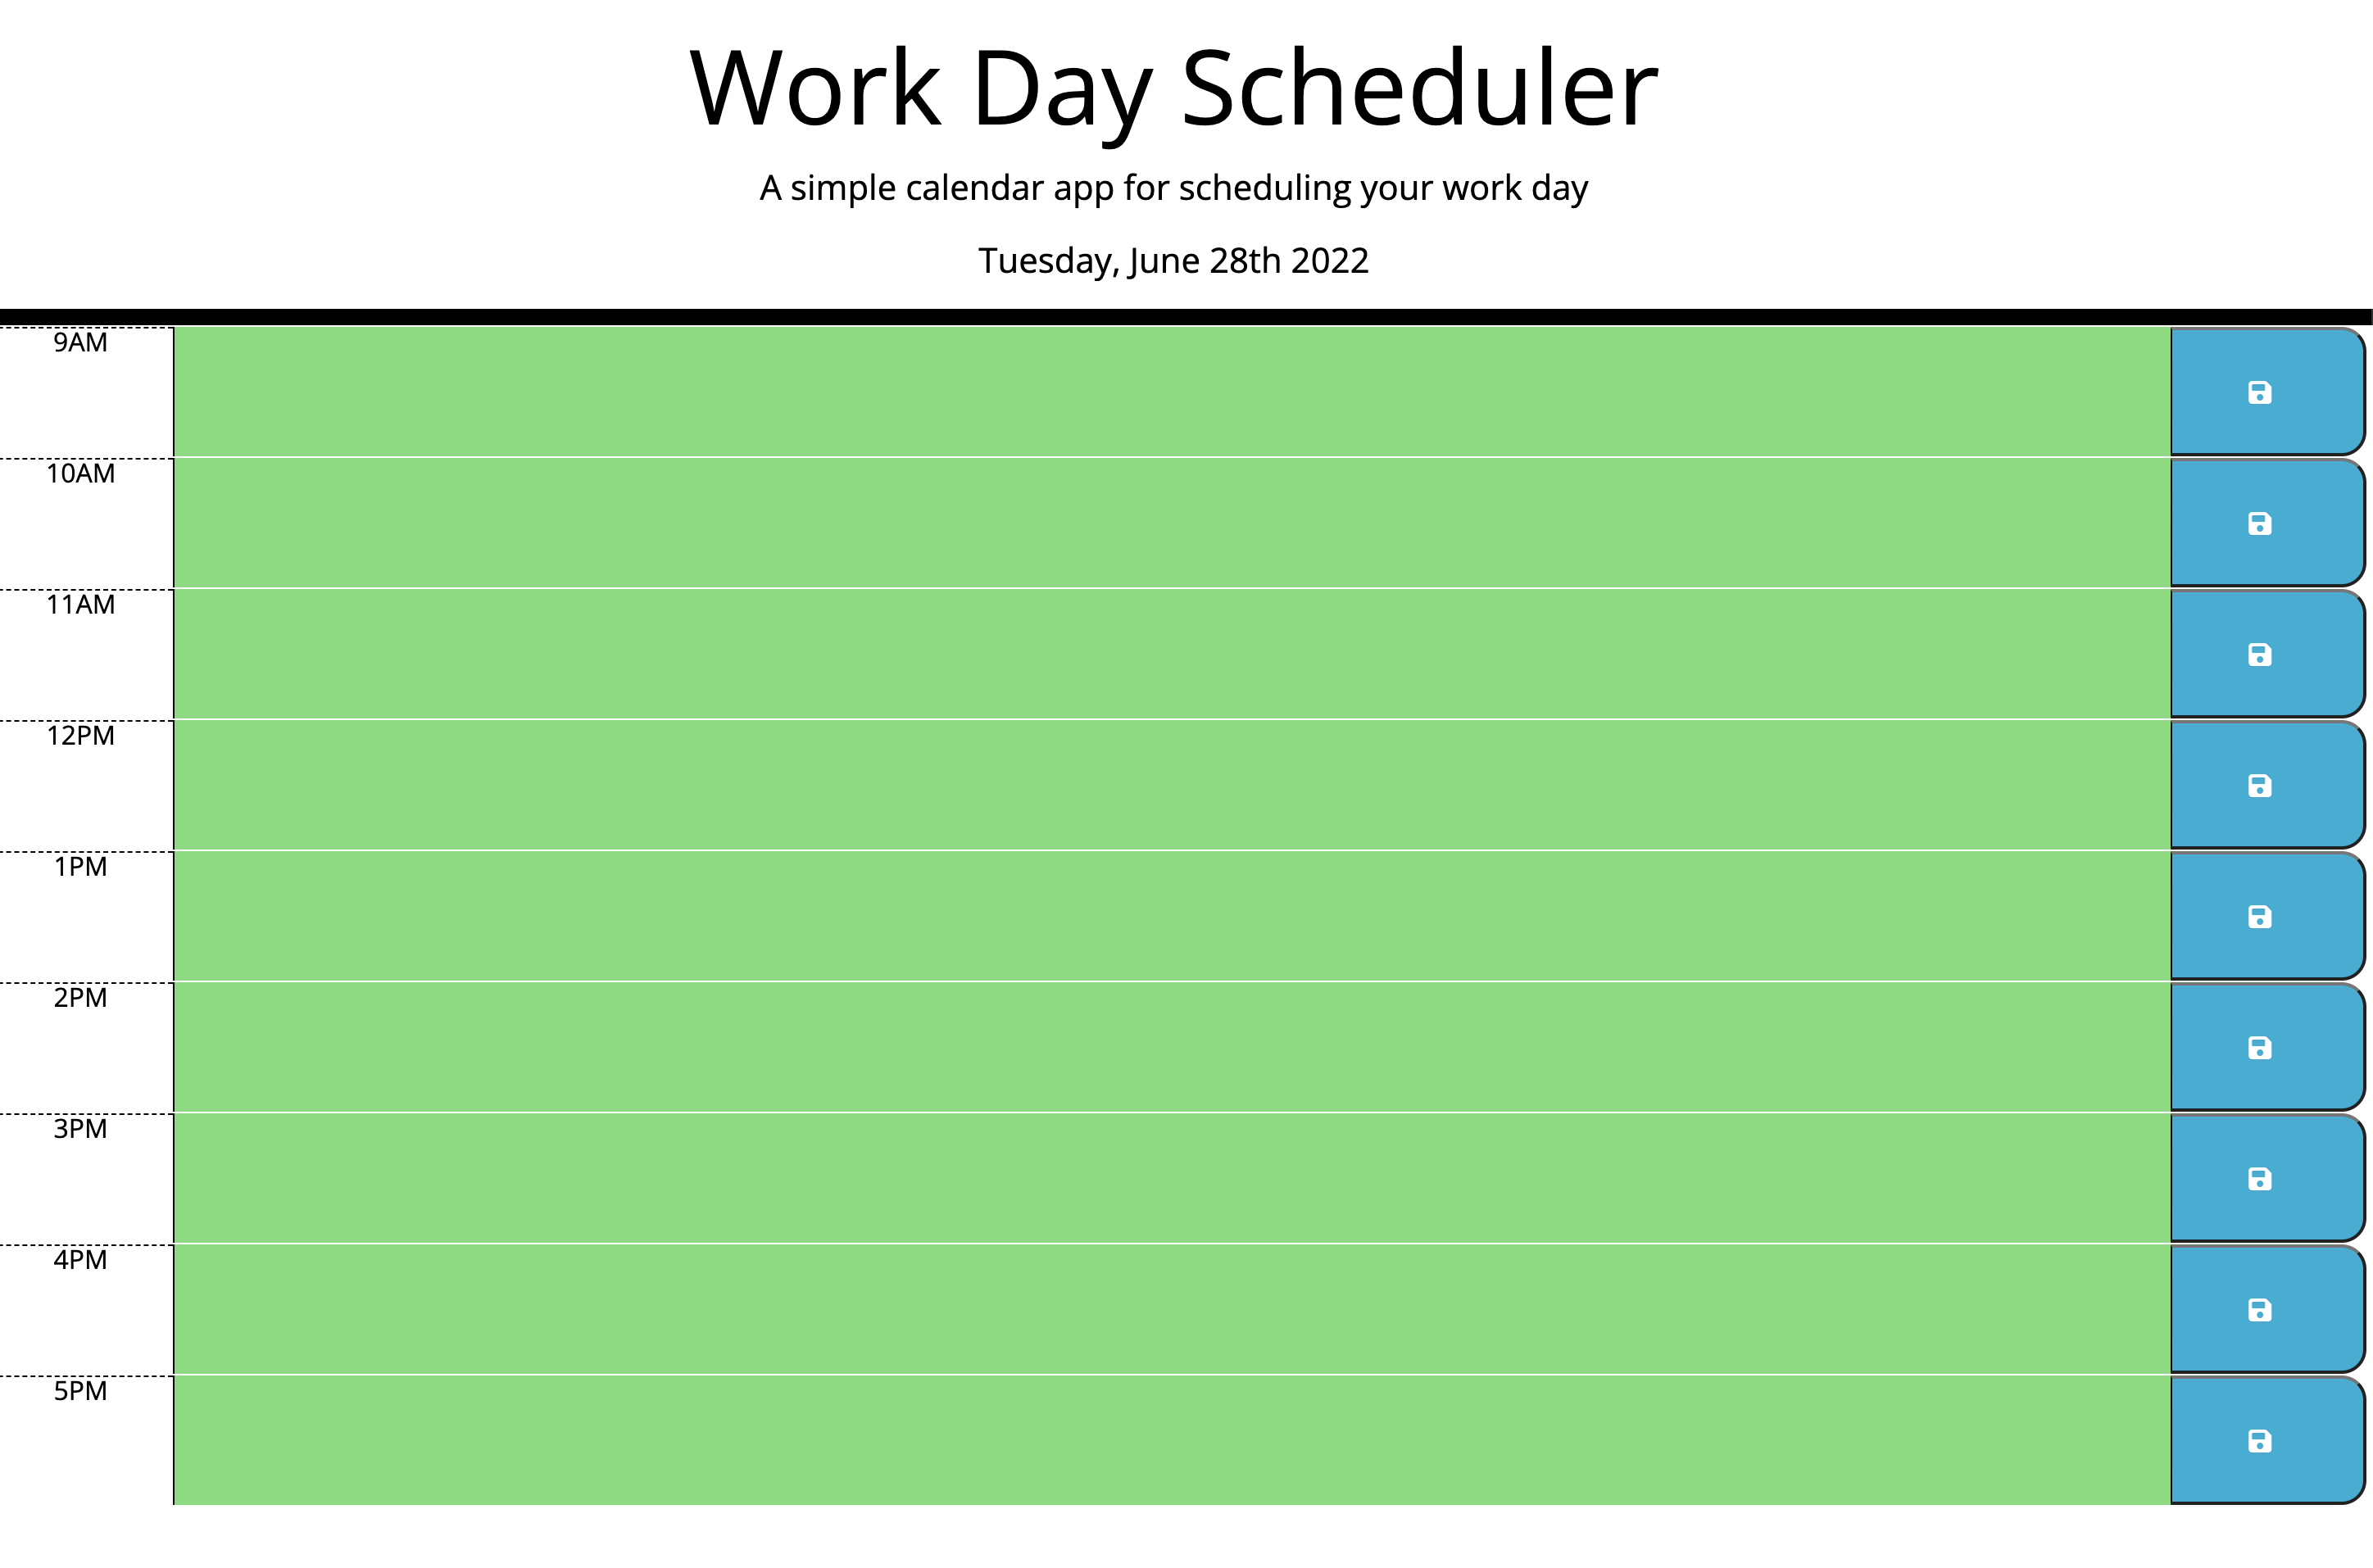 Work Day Scheduler
A simple calendar app for scheduling your work day
Tuesday, June 28th 2022
9AM
10AM
11AM
12PM
1PM
2PM
3PM
4PM
5PM